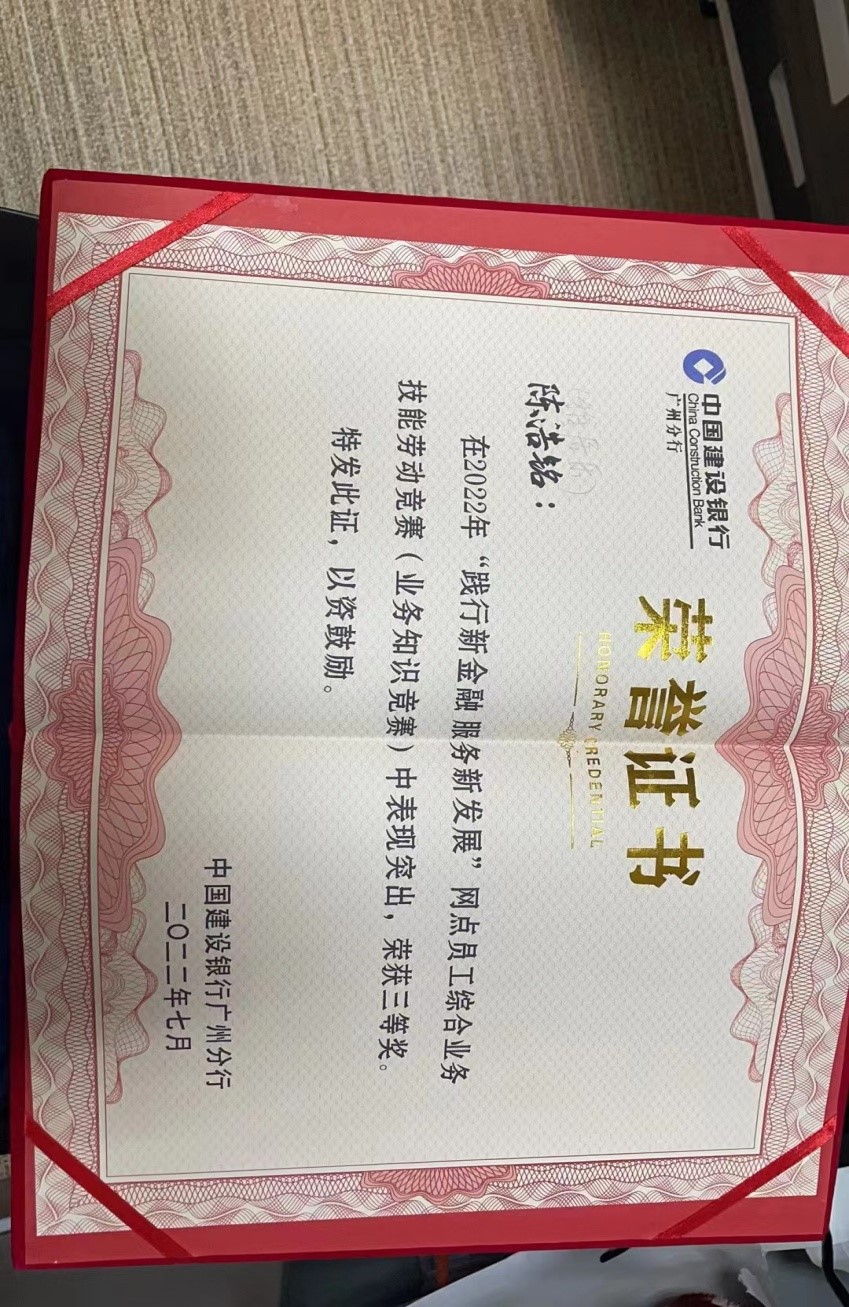 中国建设银行
China Construction Bank
广州分行
荣誉证书
HONORARY CREDENTIAL
陈浩铭：
在2022年“践行新金融 服务新发展”网点员工综合业务
技能劳动竞赛（业务知识竞赛）中表现突出，荣获三等奖。
特发此证，以资鼓励。
中国建设银行广州分行
二〇二二年七月